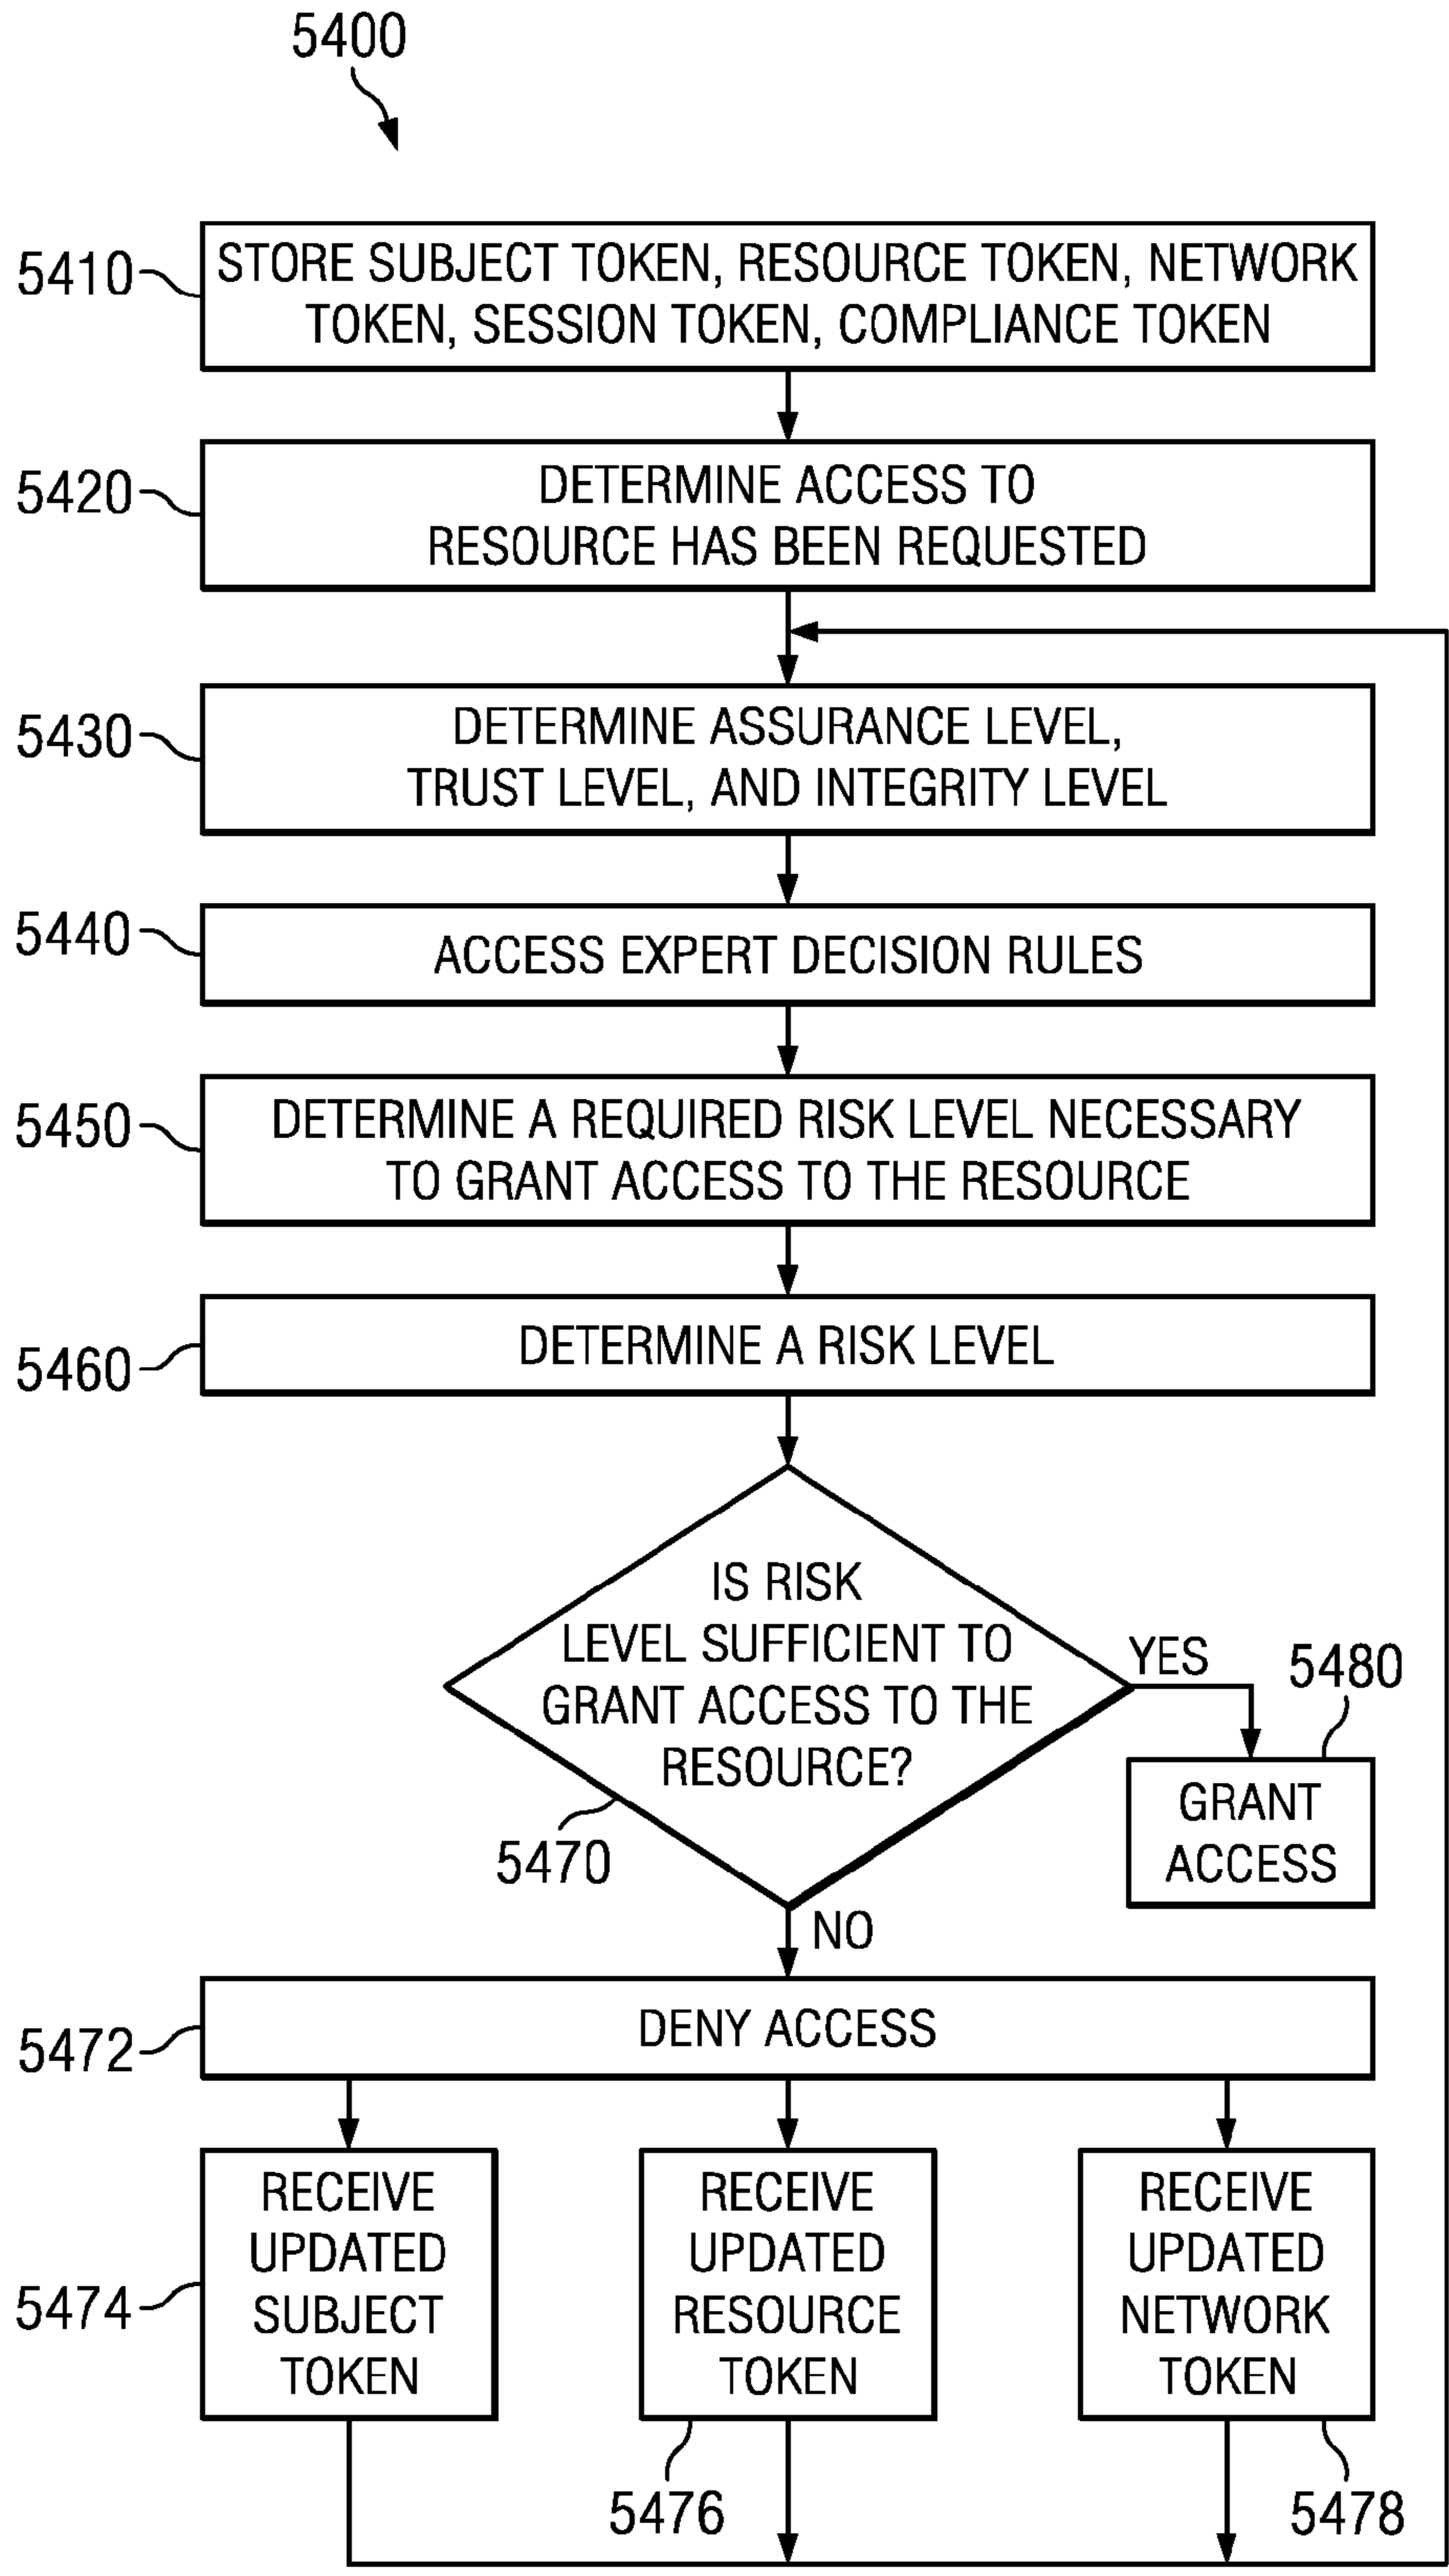 5400
5410
STORE SUBJECT TOKEN, RESOURCE TOKEN, NETWORK
TOKEN, SESSION TOKEN, COMPLIANCE TOKEN
5420
DETERMINE ACCESS TO
RESOURCE HAS BEEN REQUESTED
5430
DETERMINE ASSURANCE LEVEL,
TRUST LEVEL, AND INTEGRITY LEVEL
5440
ACCESS EXPERT DECISION RULES
5450
DETERMINE A REQUIRED RISK LEVEL NECESSARY
TO GRANT ACCESS TO THE RESOURCE
5460
DETERMINE A RISK LEVEL
IS RISK
LEVEL SUFFICIENT TO
GRANT ACCESS TO THE
RESOURCE?
5470
YES
5480
GRANT
ACCESS
NO
5472
DENY ACCESS
5474
RECEIVE
UPDATED
SUBJECT
TOKEN
RECEIVE
UPDATED
RESOURCE
TOKEN
5476
RECEIVE
UPDATED
NETWORK
TOKEN
5478